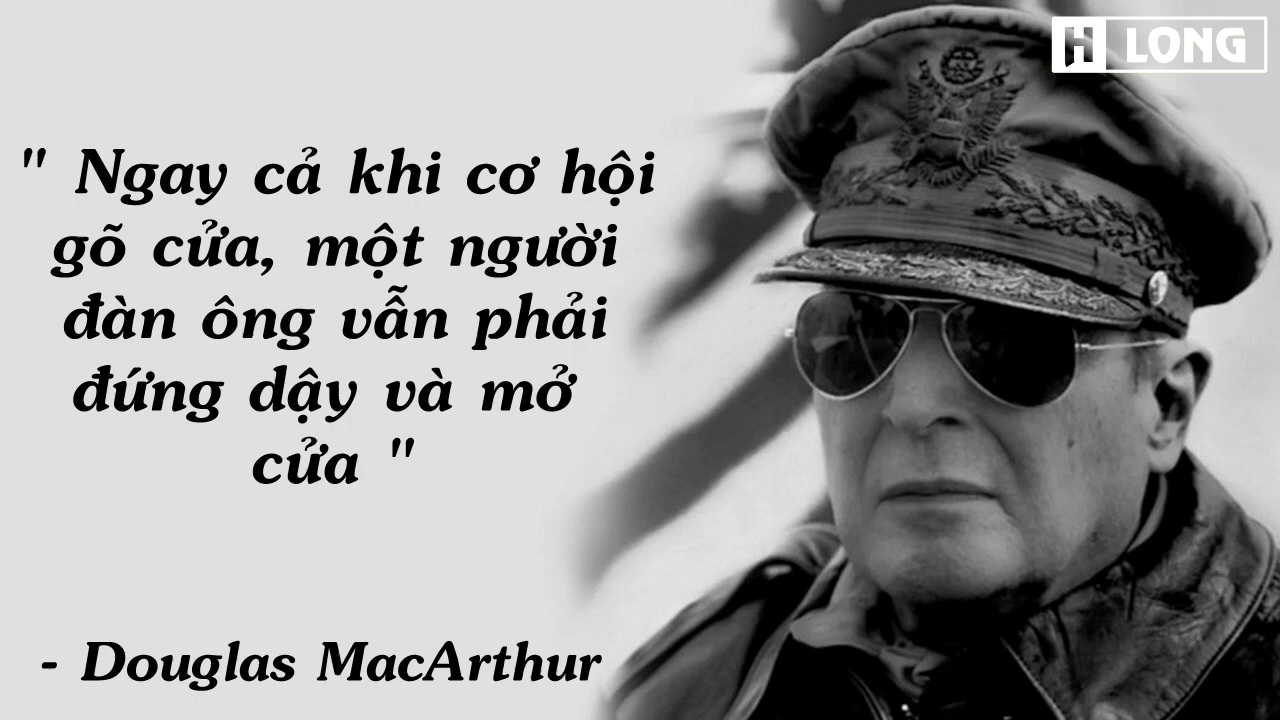 H LONG
" Ngay cả khi cơ hội
gõ cửa, một người
đàn ông vẫn phải
đứng dậy và mở
cửa "
- Douglas MacArthur